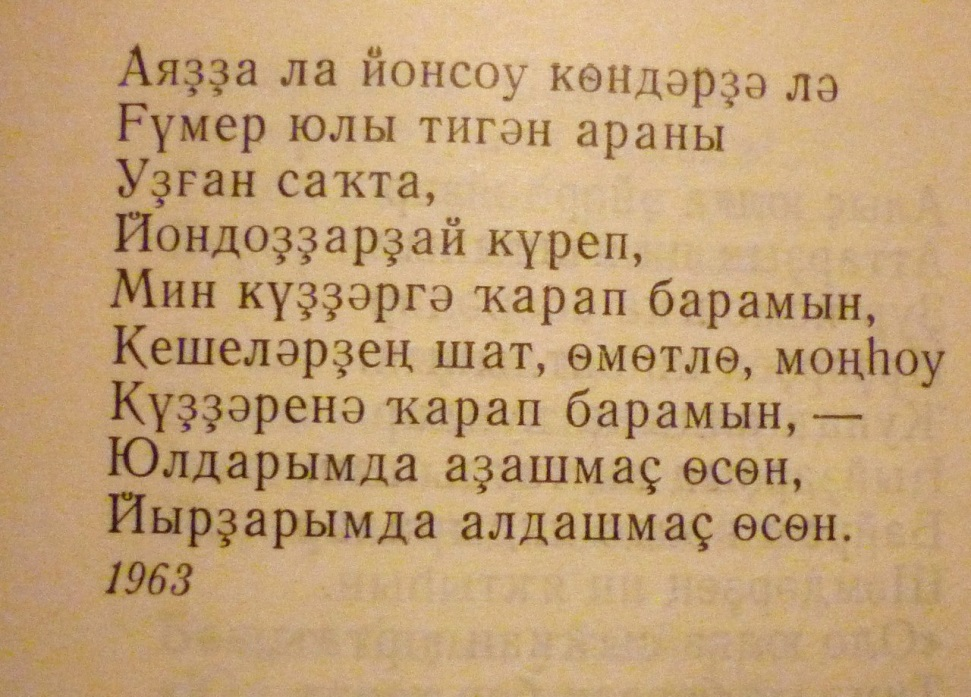 Аяҙҙа ла йонсоу көндәрҙә лә
Ғүмер юлы тигән араны
Уҙған саҡта,
Йондоҙҙарҙай күреп,
Мин күҙҙәргә ҡарап барамын,
Кешеләрҙең шат, өмөтлө, моңһоу
Күҙҙәренә ҡарап барамын, —
Юлдарымда аҙашмаҫ өсөн,
Йырҙарымда алдашмаҫ өсөн.
1963